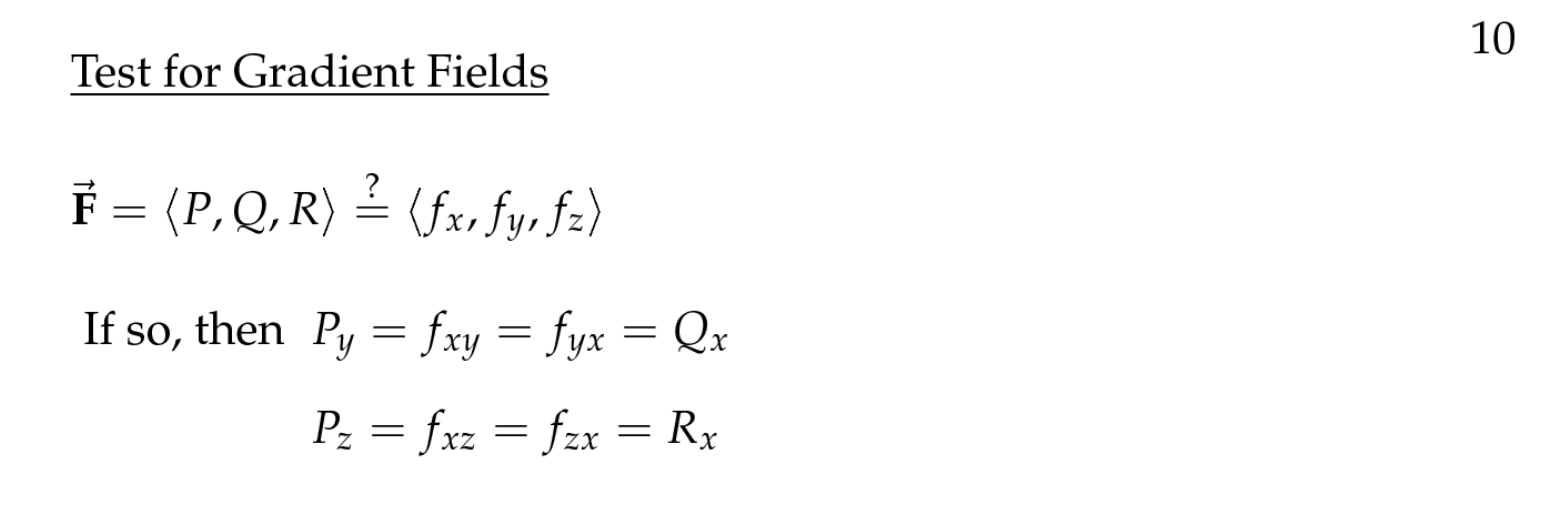 10
Test for Gradient Fields
$\vec{\mathbf{F}} = \langle P, Q, R \rangle \stackrel{?}{=} \langle f_x, f_y, f_z \rangle$
If so, then $P_y = f_{xy} = f_{yx} = Q_x$
$P_z = f_{xz} = f_{zx} = R_x$